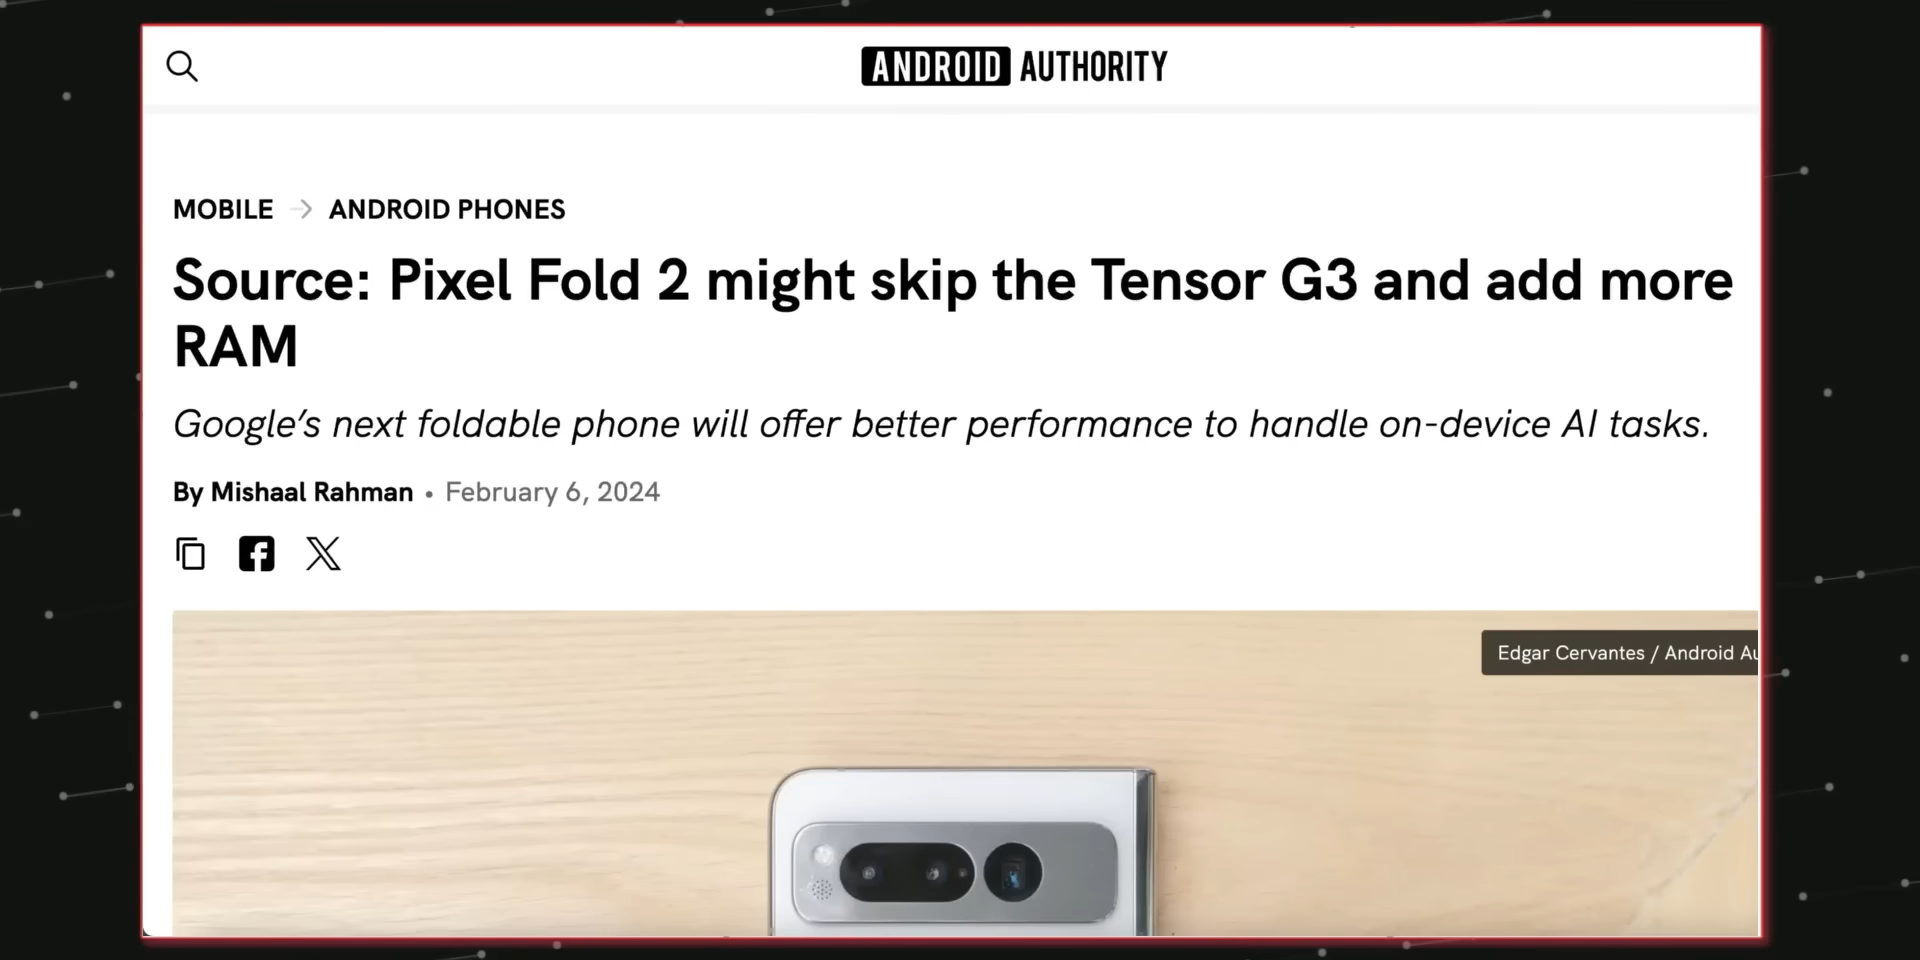 ANDROID AUTHORITY
MOBILE → ANDROID PHONES
Source: Pixel Fold 2 might skip the Tensor G3 and add more
RAM
Google's next foldable phone will offer better performance to handle on-device AI tasks.
By Mishaal Rahman • February 6, 2024
Edgar Cervantes / Android Au